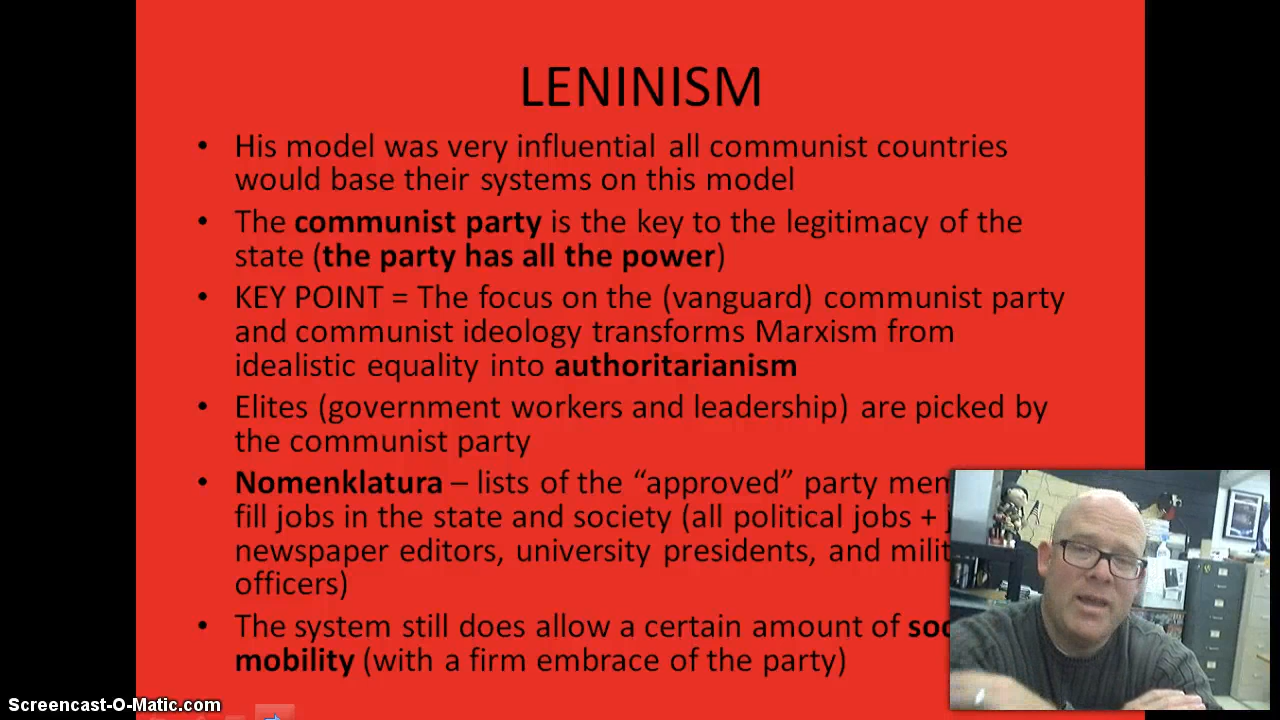 LENINISM
• His model was very influential all communist countries
would base their systems on this model
• The communist party is the key to the legitimacy of the
state (the party has all the power)
• KEY POINT = The focus on the (vanguard) communist party
and communist ideology transforms Marxism from
idealistic equality into authoritarianism
• Elites (government workers and leadership) are picked by
the communist party
• Nomenklatura – lists of the “approved” party
fill jobs in the state and society (all political jobs +
newspaper editors, university presidents, and
officers)
• The system still does allow a certain amount of
mobility (with a firm embrace of the party)
Screencast-O-Matic.com